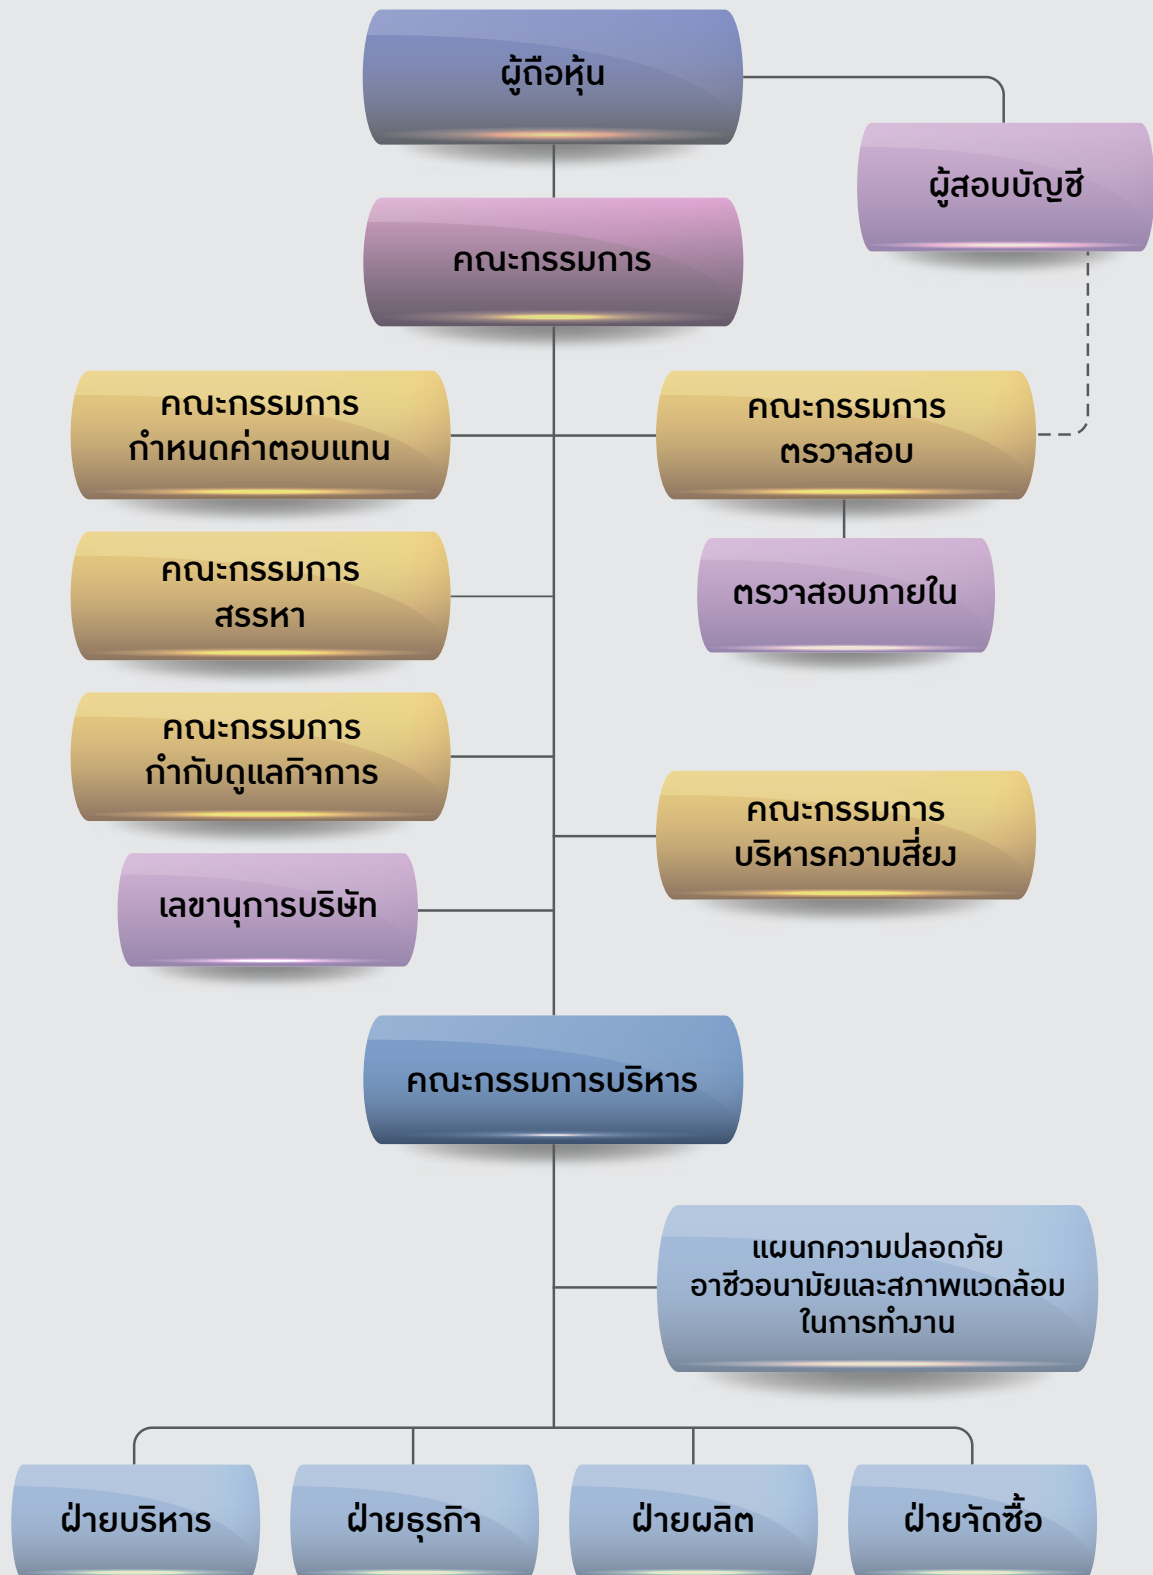 ผู้ถือหุ้น
ผู้สอบบัญชี
คณะกรรมการ
คณะกรรมการ
กำหนดค่าตอบแทน
คณะกรรมการ
ตรวจสอบ
คณะกรรมการ
สรรหา
ตรวจสอบภายใน
คณะกรรมการ
กำกับดูแลกิจการ
คณะกรรมการ
บริหารความสี่ยง
เลขานุการบริษัท
คณะกรรมการบริหาร
แผนกความปลอดภัย
อาชีวอนามัยและสภาพแวดล้อม
ในการทำงาน
ฝ่ายบริหาร
ฝ่ายธุรกิจ
ฝ่ายผลิต
ฝ่ายจัดซื้อ